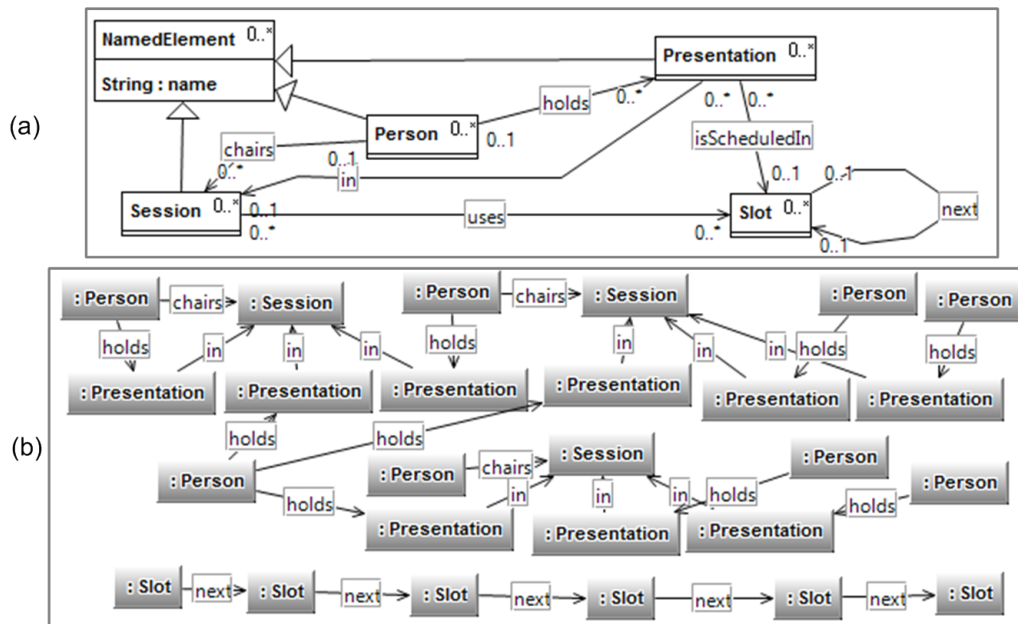 (a)
NamedElement 0..*
String : name
Presentation 0..*
holds
0..*
0..*
0..*
Person 0..*
0..1
isScheduledIn
chairs
0..1
in
0..*
0..1
0..1
Session 0..*
0..1
0..*
uses
0..*
Slot 0..*
0..1
next
(b)
: Person
chairs
: Session
: Person
chairs
: Session
: Person
: Person
holds
in
in
in
holds
in
in
in
holds
holds
: Presentation
: Presentation
: Presentation
: Presentation
: Presentation
: Presentation
holds
holds
: Person
: Person
chairs
: Session
: Person
: Person
holds
in
in
in
holds
holds
: Presentation
: Presentation
: Presentation
: Slot
next
: Slot
next
: Slot
next
: Slot
next
: Slot
next
: Slot